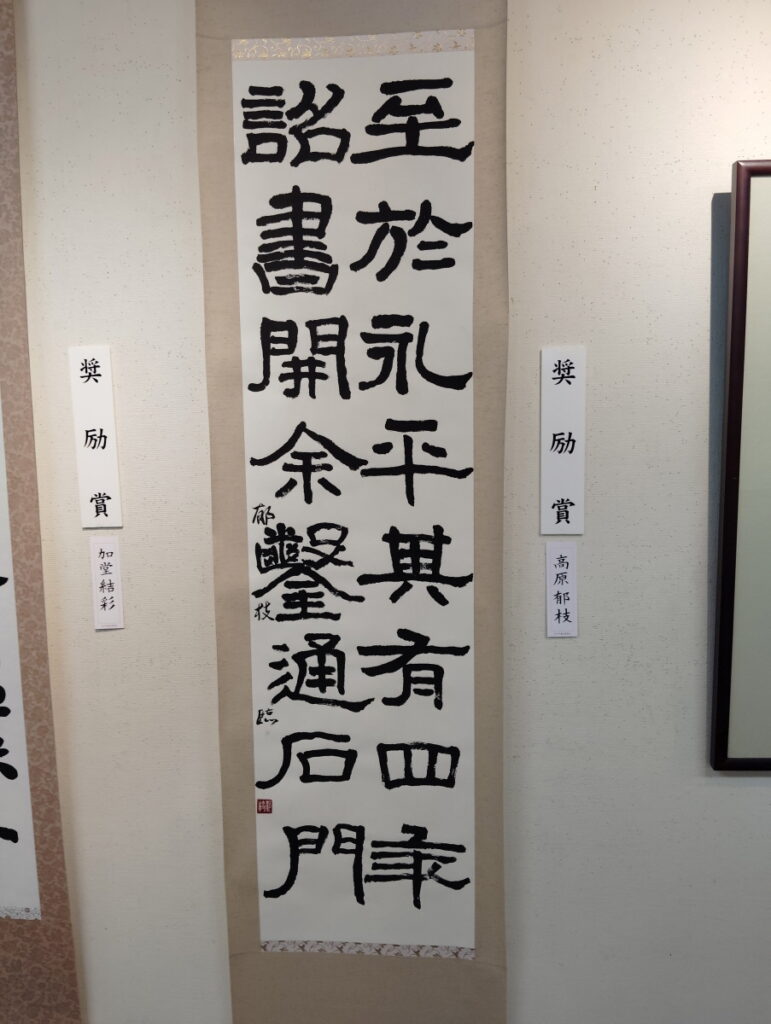 奨励賞
高原郁枝
至於永平其有四年
詔書開余鑿通石門
郁枝臨
奨励賞
加堂結彩